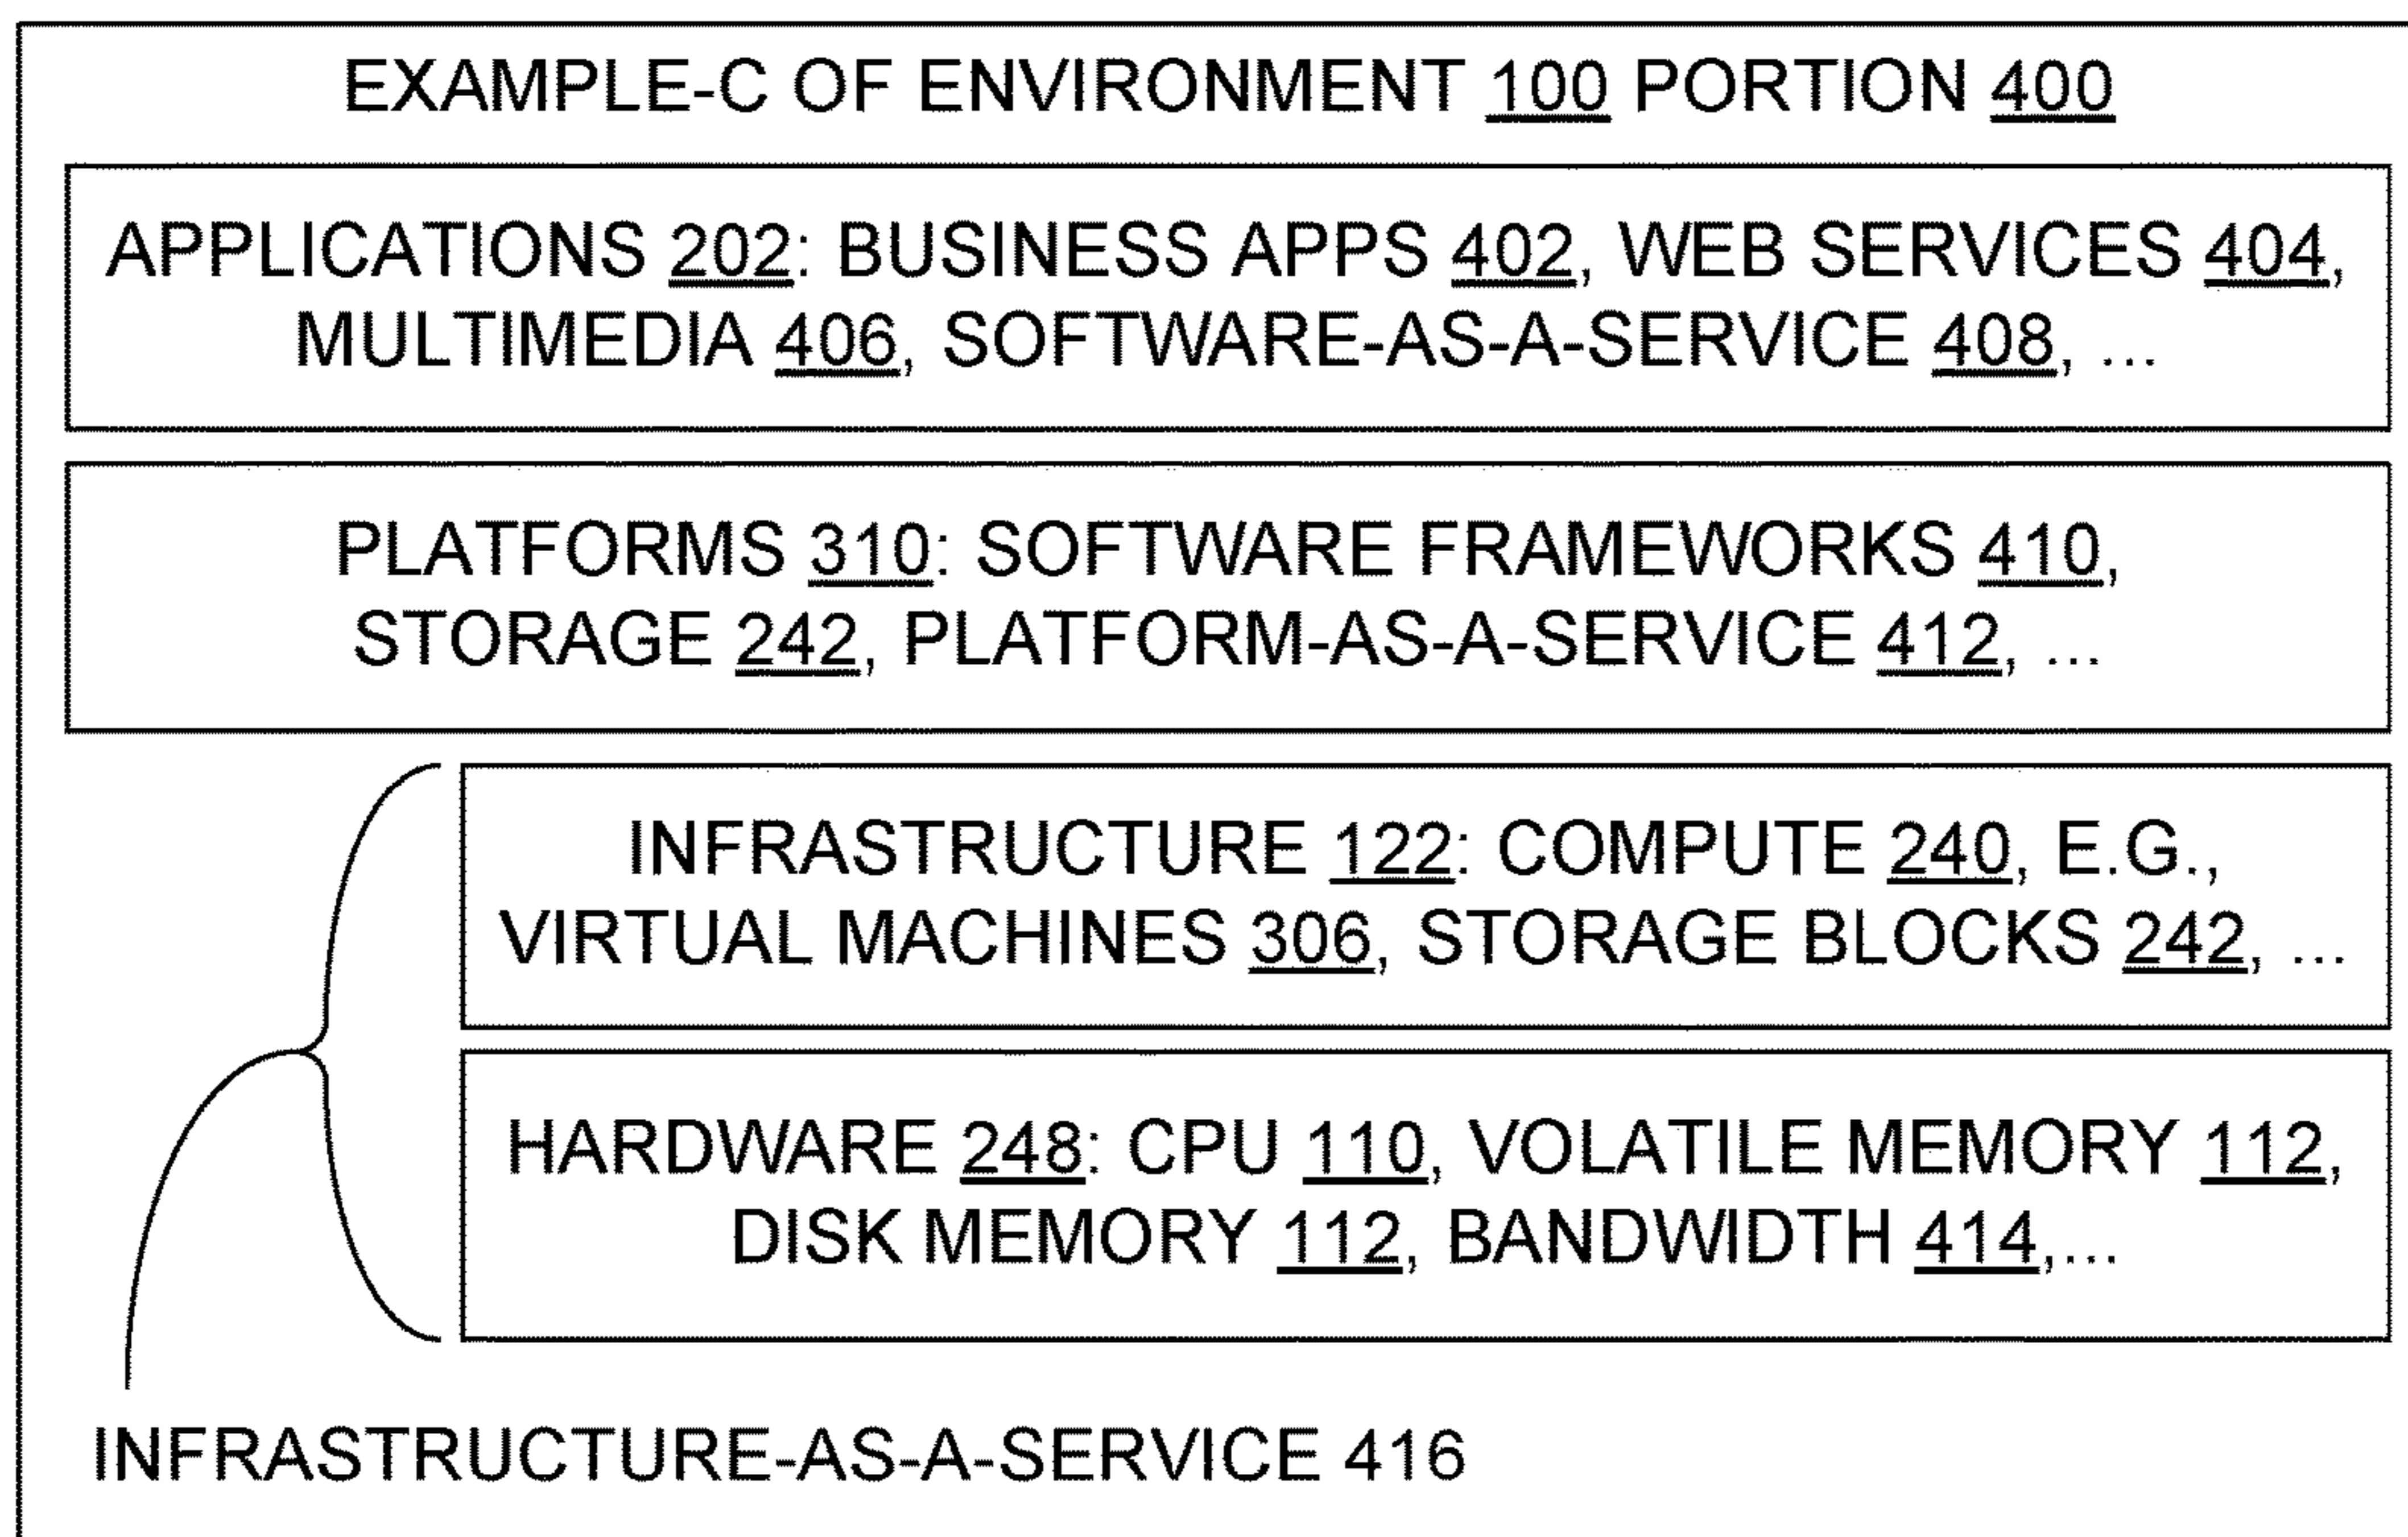 EXAMPLE-C OF ENVIRONMENT 100 PORTION 400
APPLICATIONS 202: BUSINESS APPS 402, WEB SERVICES 404,
MULTIMEDIA 406, SOFTWARE-AS-A-SERVICE 408, ...
PLATFORMS 310: SOFTWARE FRAMEWORKS 410,
STORAGE 242, PLATFORM-AS-A-SERVICE 412, ...
INFRASTRUCTURE 122: COMPUTE 240, E.G.,
VIRTUAL MACHINES 306, STORAGE BLOCKS 242, ...
HARDWARE 248: CPU 110, VOLATILE MEMORY 112,
DISK MEMORY 112, BANDWIDTH 414,...
INFRASTRUCTURE-AS-A-SERVICE 416